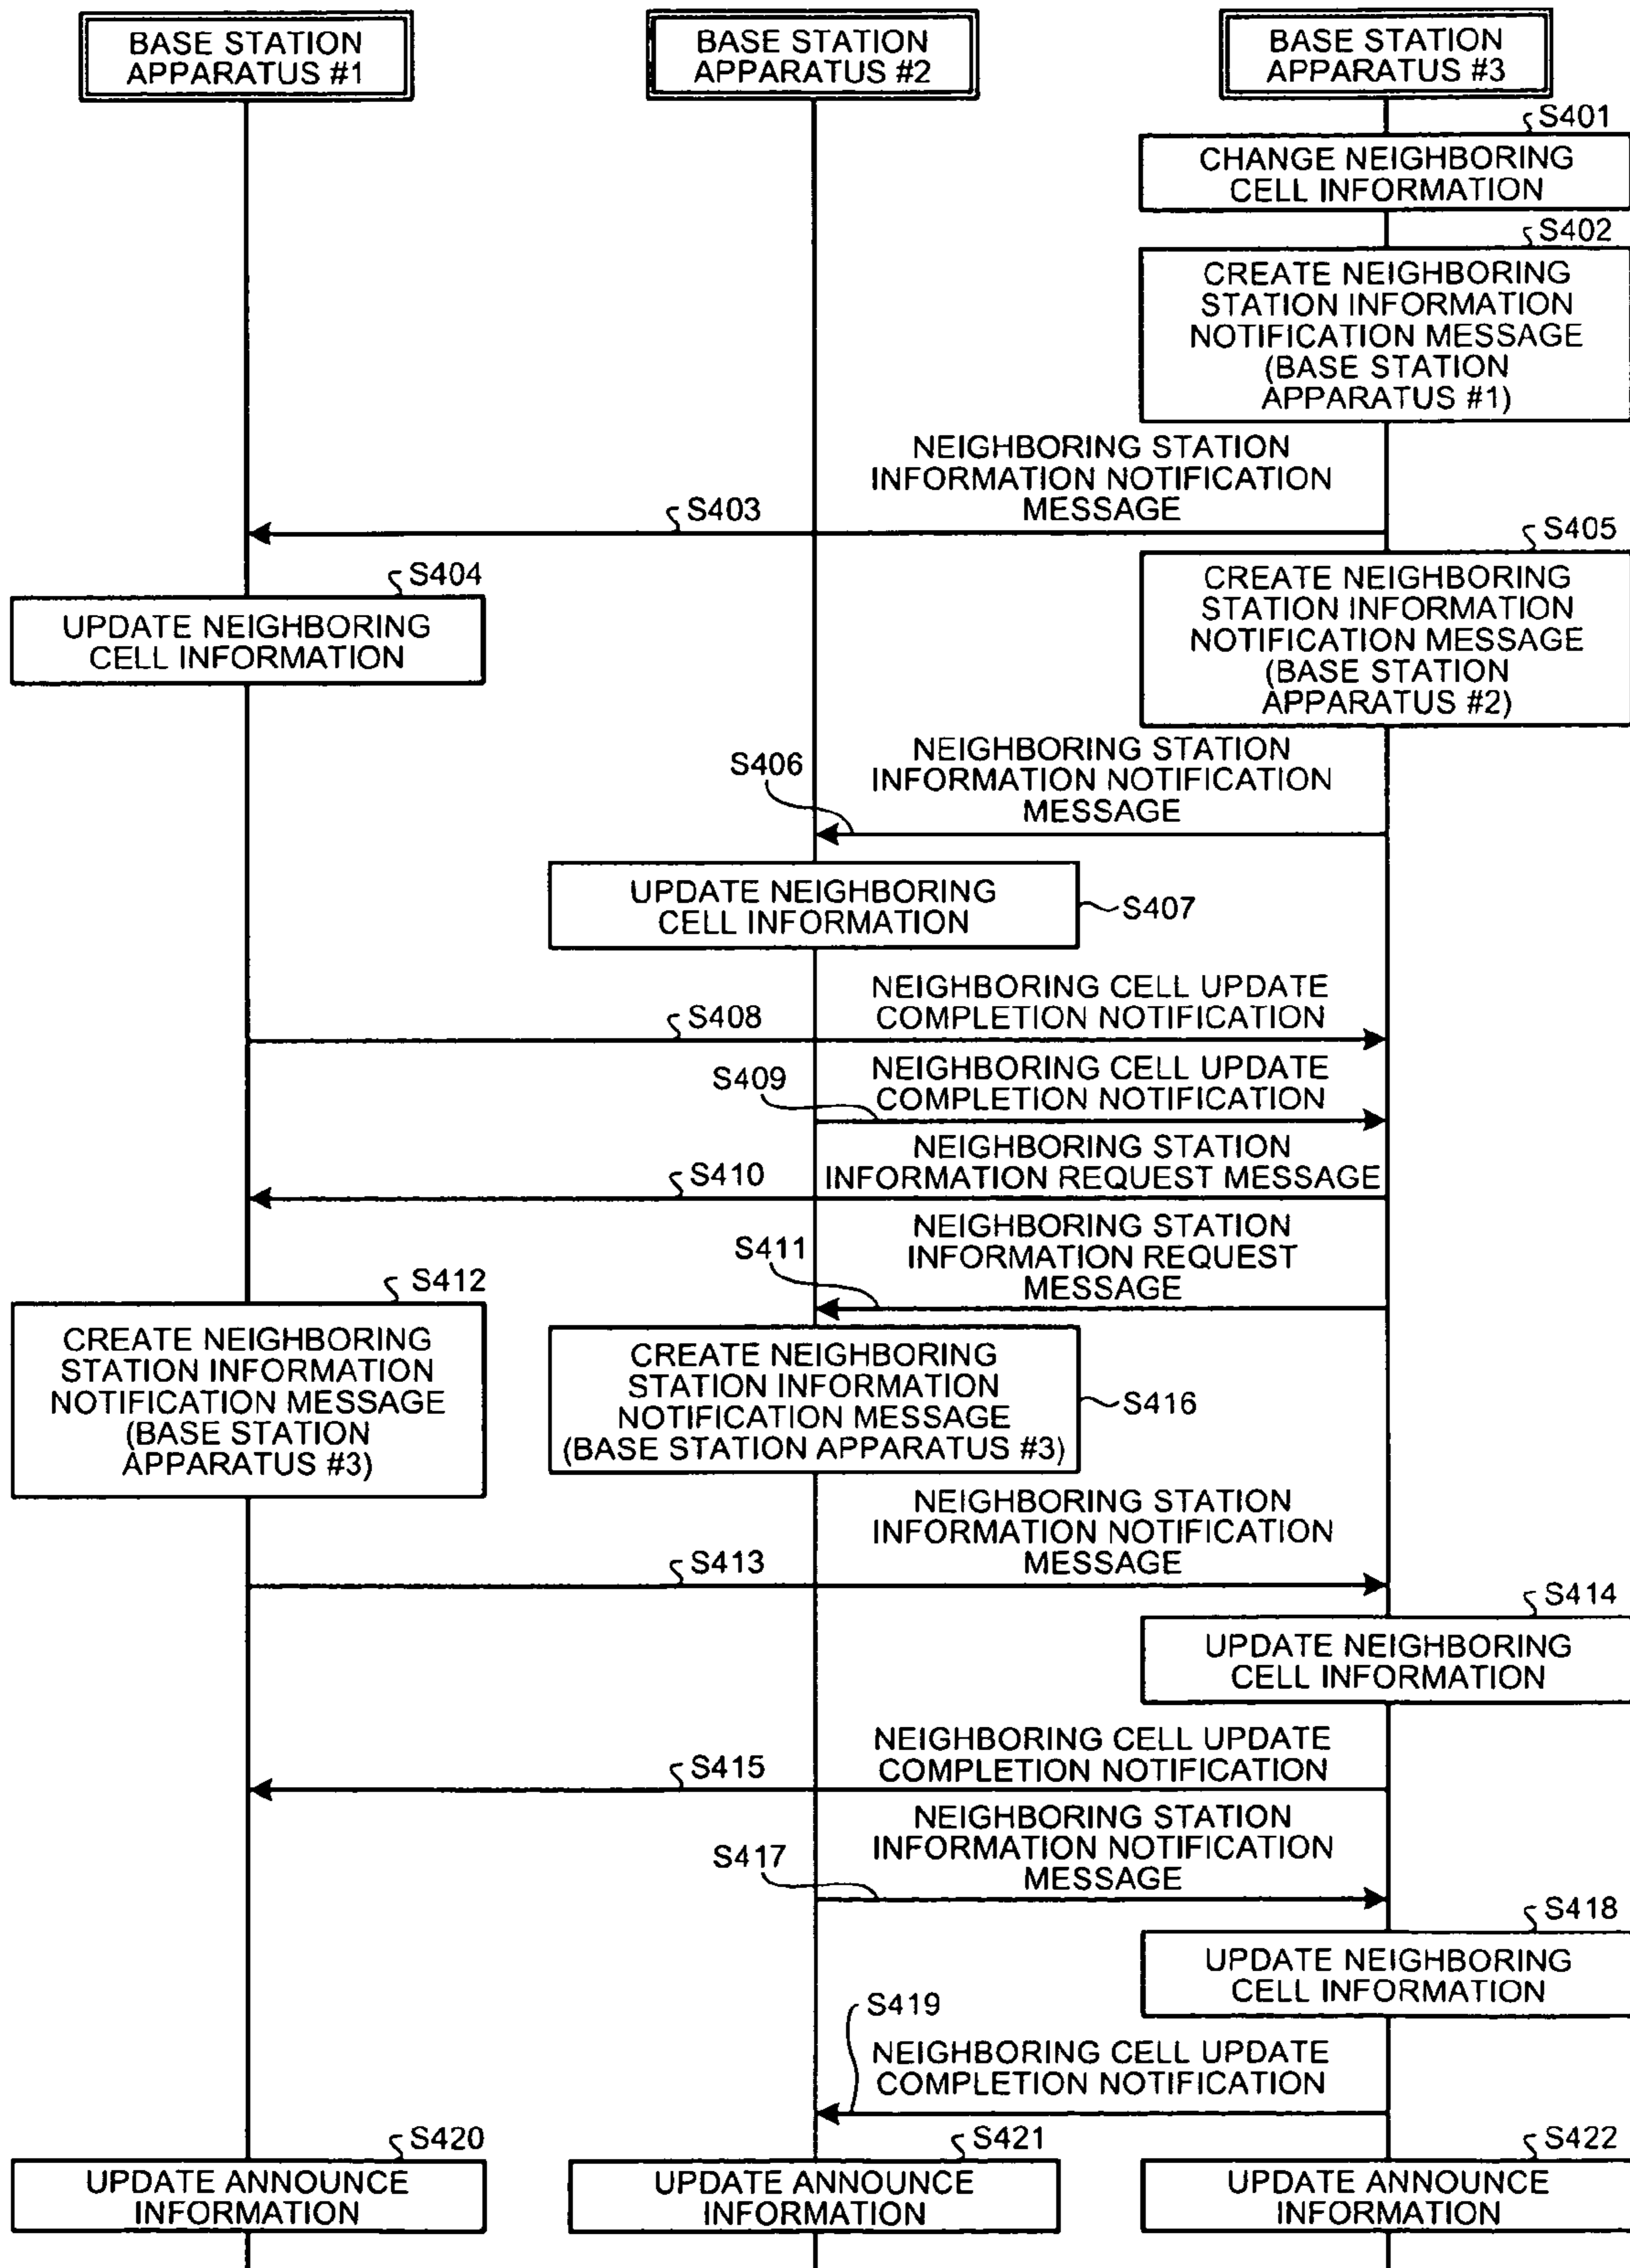 BASE STATION
APPARATUS #1
BASE STATION
APPARATUS #2
BASE STATION
APPARATUS #3
S401
CHANGE NEIGHBORING
CELL INFORMATION
S402
CREATE NEIGHBORING
STATION INFORMATION
NOTIFICATION MESSAGE
(BASE STATION
APPARATUS #1)
NEIGHBORING STATION
INFORMATION NOTIFICATION
MESSAGE
S403
S405
CREATE NEIGHBORING
STATION INFORMATION
NOTIFICATION MESSAGE
(BASE STATION
APPARATUS #2)
S404
UPDATE NEIGHBORING
CELL INFORMATION
NEIGHBORING STATION
INFORMATION NOTIFICATION
MESSAGE
S406
UPDATE NEIGHBORING
CELL INFORMATION
S407
NEIGHBORING CELL UPDATE
COMPLETION NOTIFICATION
S408
NEIGHBORING CELL UPDATE
COMPLETION NOTIFICATION
S409
NEIGHBORING STATION
INFORMATION REQUEST MESSAGE
S410
NEIGHBORING STATION
INFORMATION REQUEST
MESSAGE
S411
S412
CREATE NEIGHBORING
STATION INFORMATION
NOTIFICATION MESSAGE
(BASE STATION
APPARATUS #3)
CREATE NEIGHBORING
STATION INFORMATION
NOTIFICATION MESSAGE
(BASE STATION APPARATUS #3)
S416
NEIGHBORING STATION
INFORMATION NOTIFICATION
MESSAGE
S413
S414
UPDATE NEIGHBORING
CELL INFORMATION
NEIGHBORING CELL UPDATE
COMPLETION NOTIFICATION
S415
NEIGHBORING STATION
INFORMATION NOTIFICATION
MESSAGE
S417
S418
UPDATE NEIGHBORING
CELL INFORMATION
S419
NEIGHBORING CELL UPDATE
COMPLETION NOTIFICATION
S420
UPDATE ANNOUNCE
INFORMATION
S421
UPDATE ANNOUNCE
INFORMATION
S422
UPDATE ANNOUNCE
INFORMATION